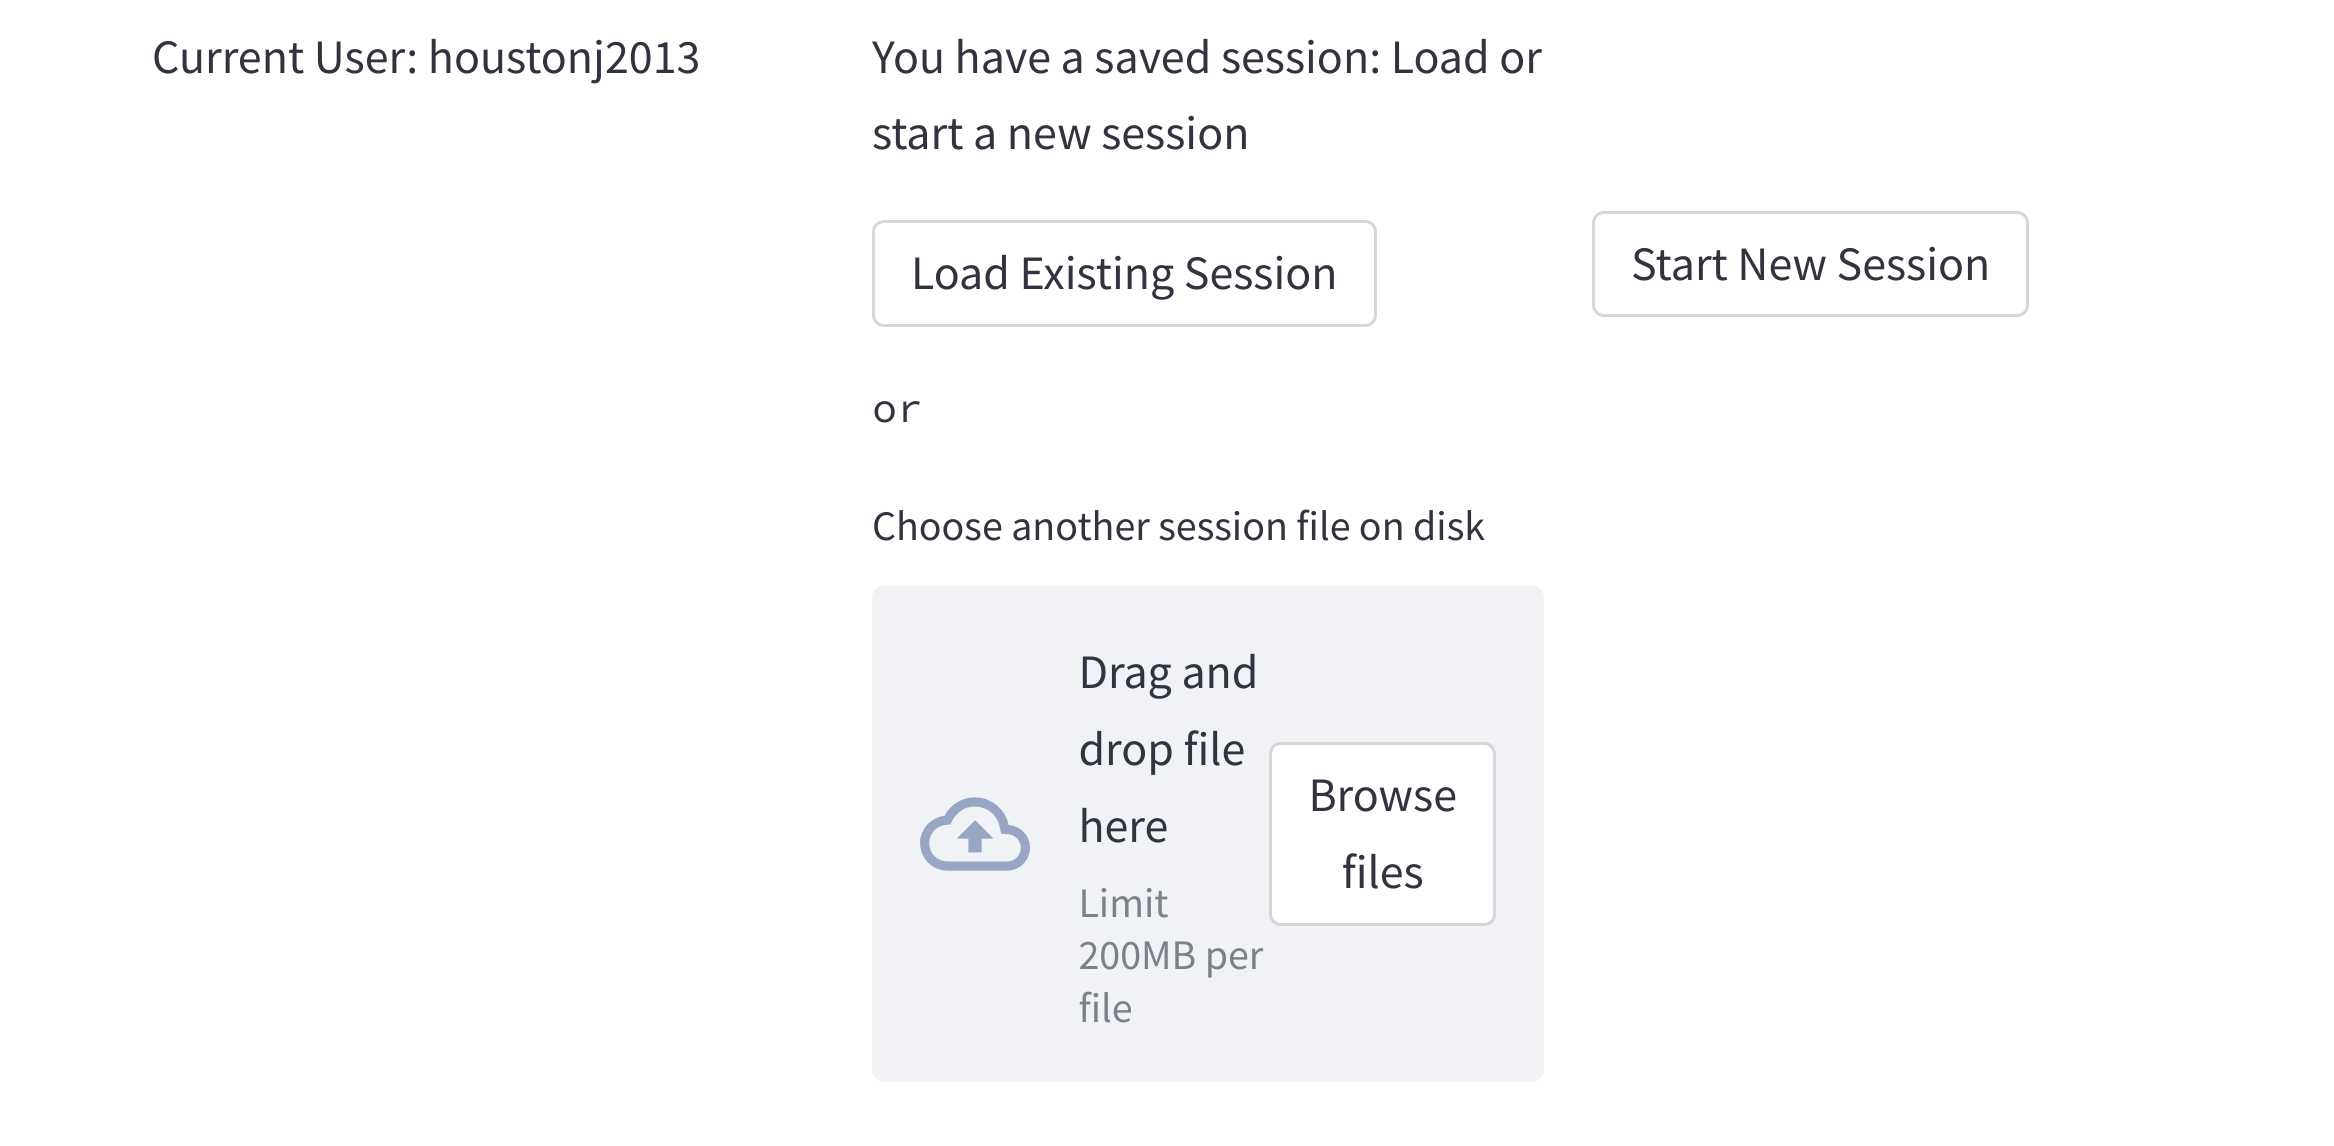 Current User: houstonj2013
You have a saved session: Load or
start a new session
Load Existing Session
Start New Session
or
Choose another session file on disk
Drag and
drop file
here
Limit
200MB per
file
Browse
files